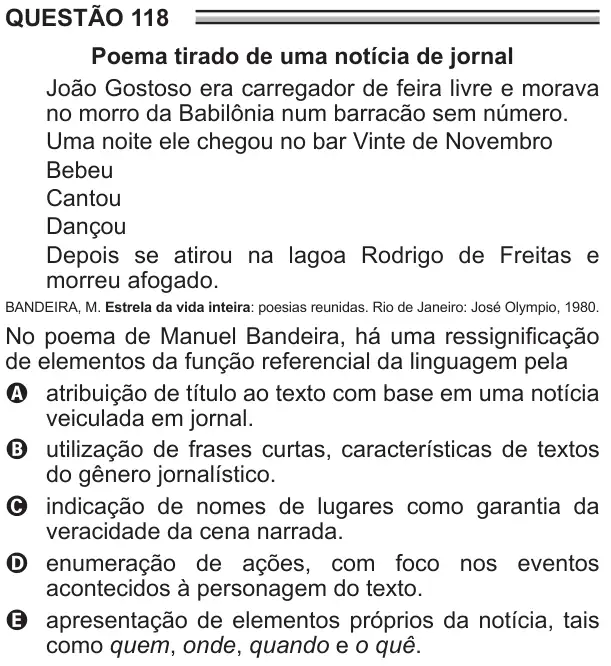 QUESTÃO 118
Poema tirado de uma notícia de jornal
João Gostoso era carregador de feira livre e morava
no morro da Babilônia num barracão sem número.
Uma noite ele chegou no bar Vinte de Novembro
Bebeu
Cantou
Dançou
Depois se atirou na lagoa Rodrigo de Freitas e
morreu afogado.
BANDEIRA, M. Estrela da vida inteira: poesias reunidas. Rio de Janeiro: José Olympio, 1980.
No poema de Manuel Bandeira, há uma ressignificação
de elementos da função referencial da linguagem pela
A atribuição de título ao texto com base em uma notícia
veiculada em jornal.
B utilização de frases curtas, características de textos
do gênero jornalístico.
C indicação de nomes de lugares como garantia da
veracidade da cena narrada.
D enumeração de ações, com foco nos eventos
acontecidos à personagem do texto.
E apresentação de elementos próprios da notícia, tais
como quem, onde, quando e o quê.